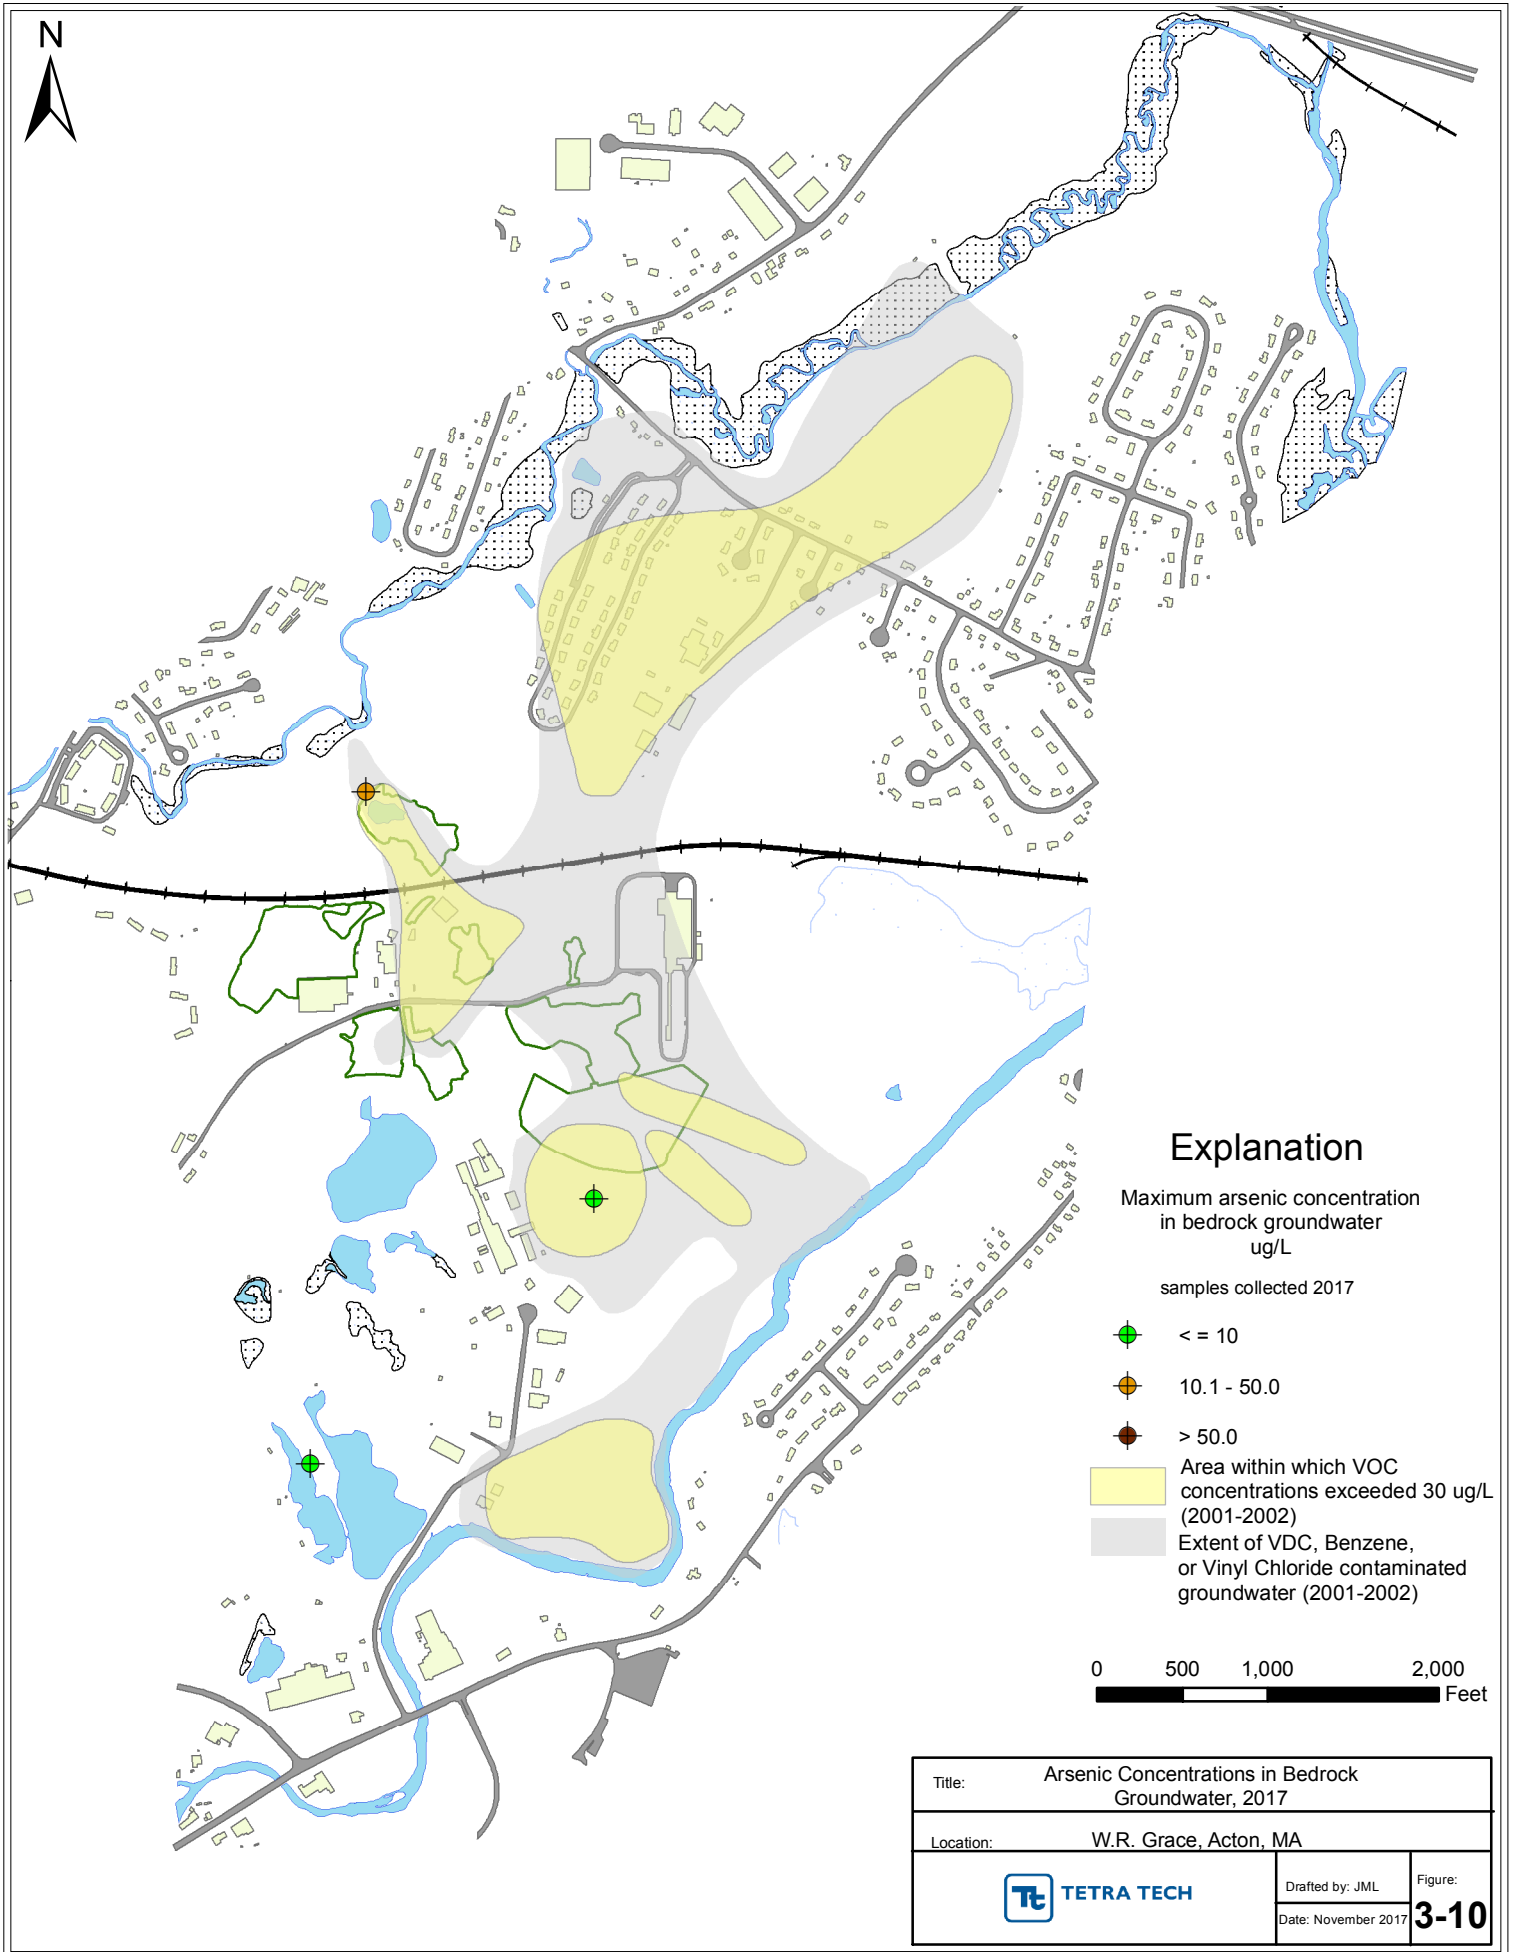 N
Explanation
Maximum arsenic concentration
in bedrock groundwater
ug/L
samples collected 2017
< = 10
10.1 - 50.0
> 50.0
Area within which VOC
concentrations exceeded 30 ug/L
(2001-2002)
Extent of VDC, Benzene,
or Vinyl Chloride contaminated
groundwater (2001-2002)
0 500 1,000 2,000
Feet
Title: Arsenic Concentrations in Bedrock
Groundwater, 2017
Location: W.R. Grace, Acton, MA
Tt TETRA TECH
Drafted by: JML
Date: November 2017
Figure:
3-10